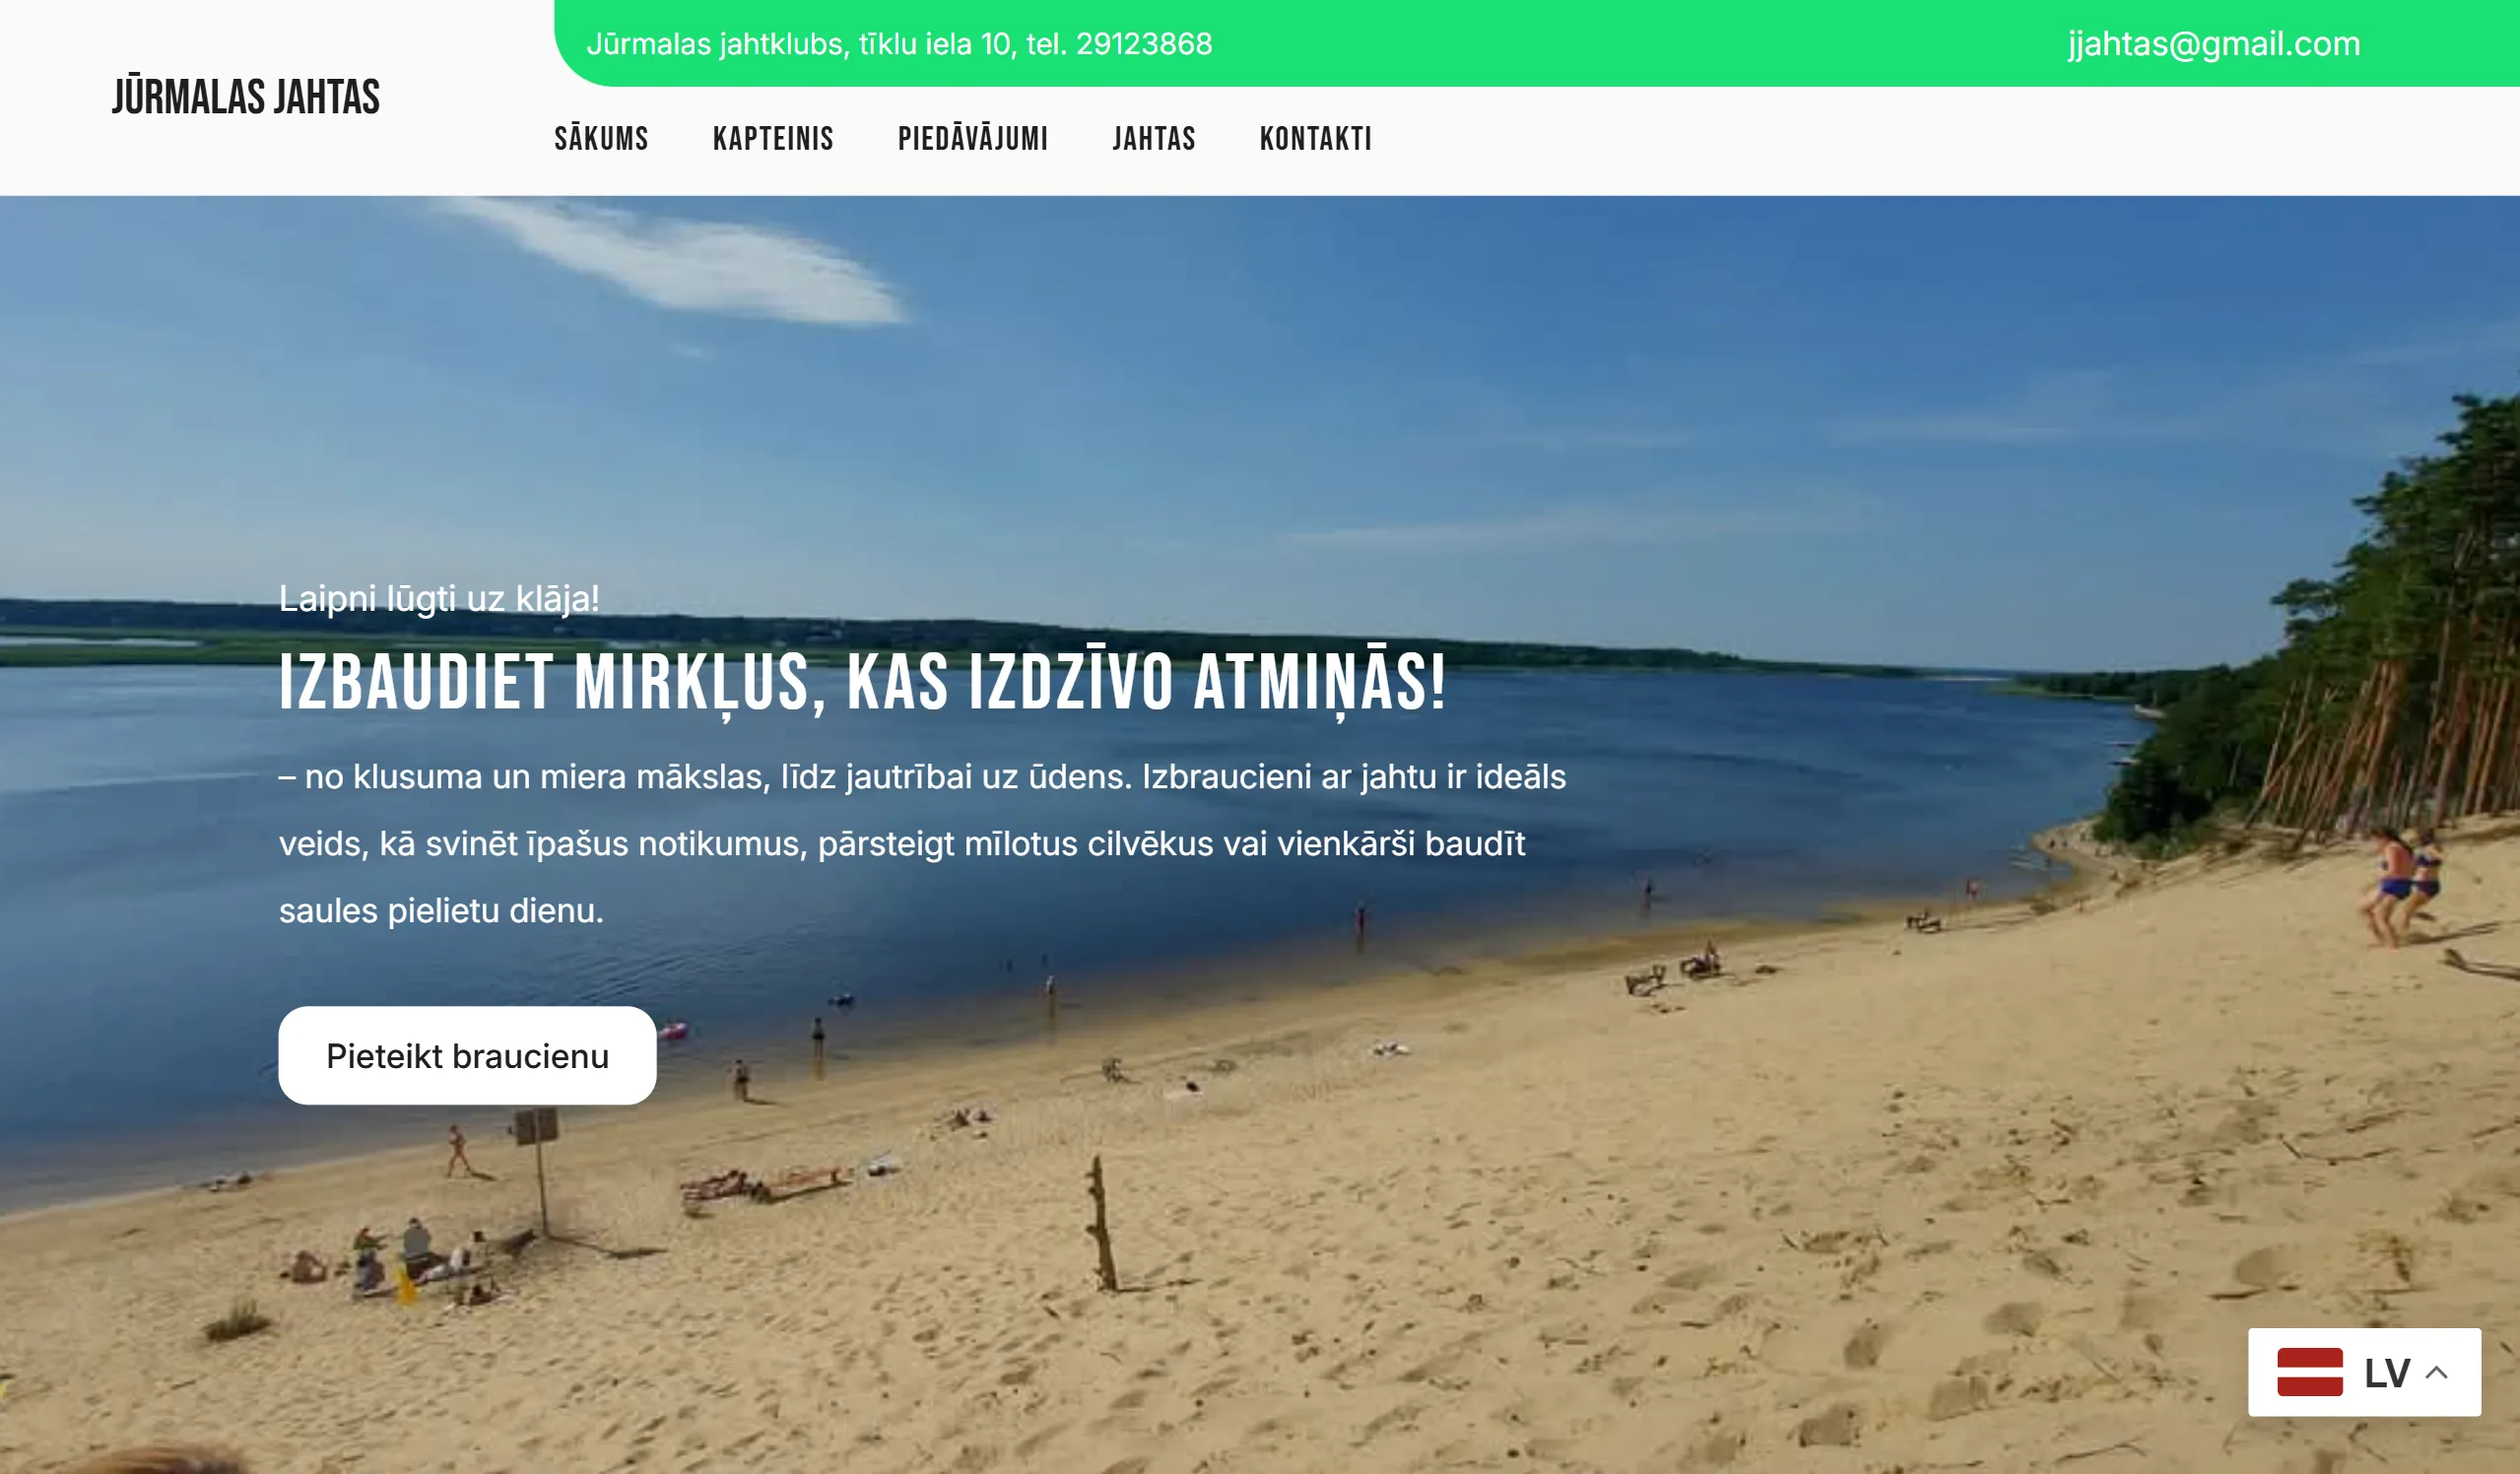 Jūrmalas jahtklubs, tīklu iela 10, tel. 29123868
jjahtas@gmail.com
JŪRMALAS JAHTAS
SĀKUMS
KAPTEINIS
PIEDĀVĀJUMI
JAHTAS
KONTAKTI
Laipni lūgti uz klāja!
IZBAUDIET MIRKĻUS, KAS IZDZĪVO ATMIŅĀS!
– no klusuma un miera mākslas, līdz jautrībai uz ūdens. Izbraucieni ar jahtu ir ideāls
veids, kā svinēt īpašus notikumus, pārsteigt mīlotus cilvēkus vai vienkārši baudīt
saules pielietu dienu.
Pieteikt braucienu
LV